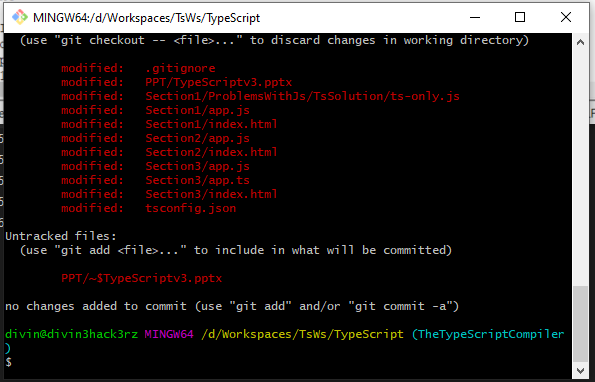 MINGW64:/d/Workspaces/TsWs/TypeScript
(use "git checkout -- <file>..." to discard changes in working directory)
modified:   .gitignore
modified:   PPT/TypeScriptv3.pptx
modified:   Section1/ProblemsWithJs/TsSolution/ts-only.js
modified:   Section1/app.js
modified:   Section1/index.html
modified:   Section2/app.js
modified:   Section2/index.html
modified:   Section3/app.js
modified:   Section3/app.ts
modified:   Section3/index.html
modified:   tsconfig.json
Untracked files:
(use "git add <file>..." to include in what will be committed)
PPT/~$TypeScriptv3.pptx
no changes added to commit (use "git add" and/or "git commit -a")
divin@divin3hack3rz MINGW64 /d/Workspaces/TsWs/TypeScript (TheTypeScriptCompiler
)
$